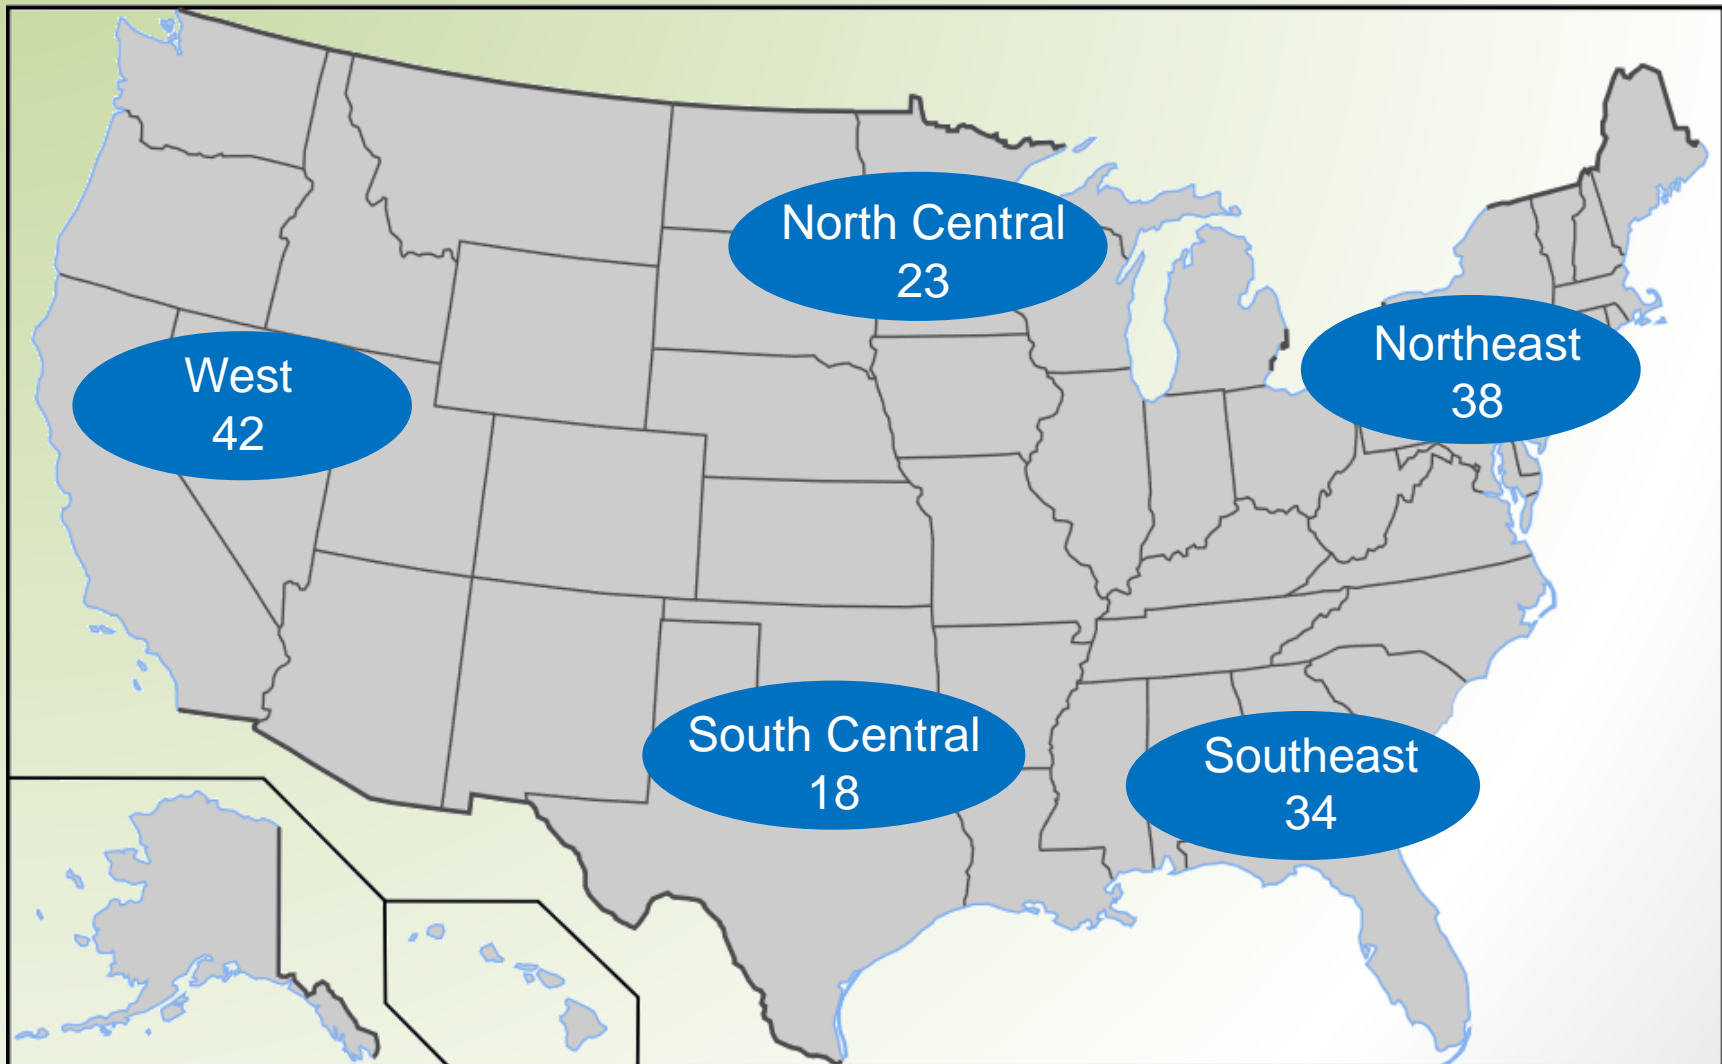 North Central
23
Northeast
38
West
42
South Central
18
Southeast
34